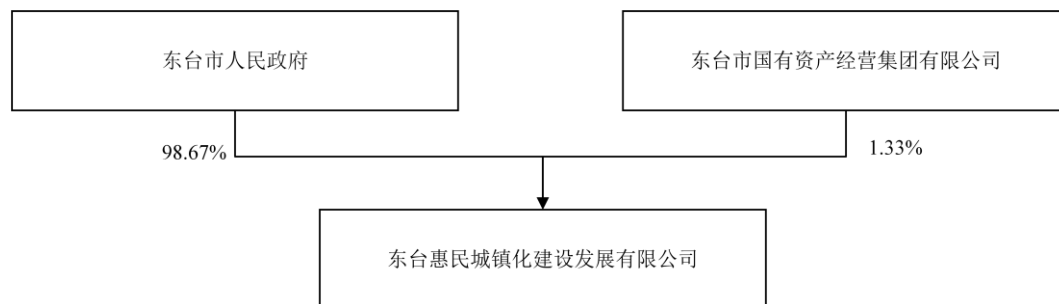 东台市人民政府
东台市国有资产经营集团有限公司
98.67%
1.33%
东台惠民城镇化建设发展有限公司